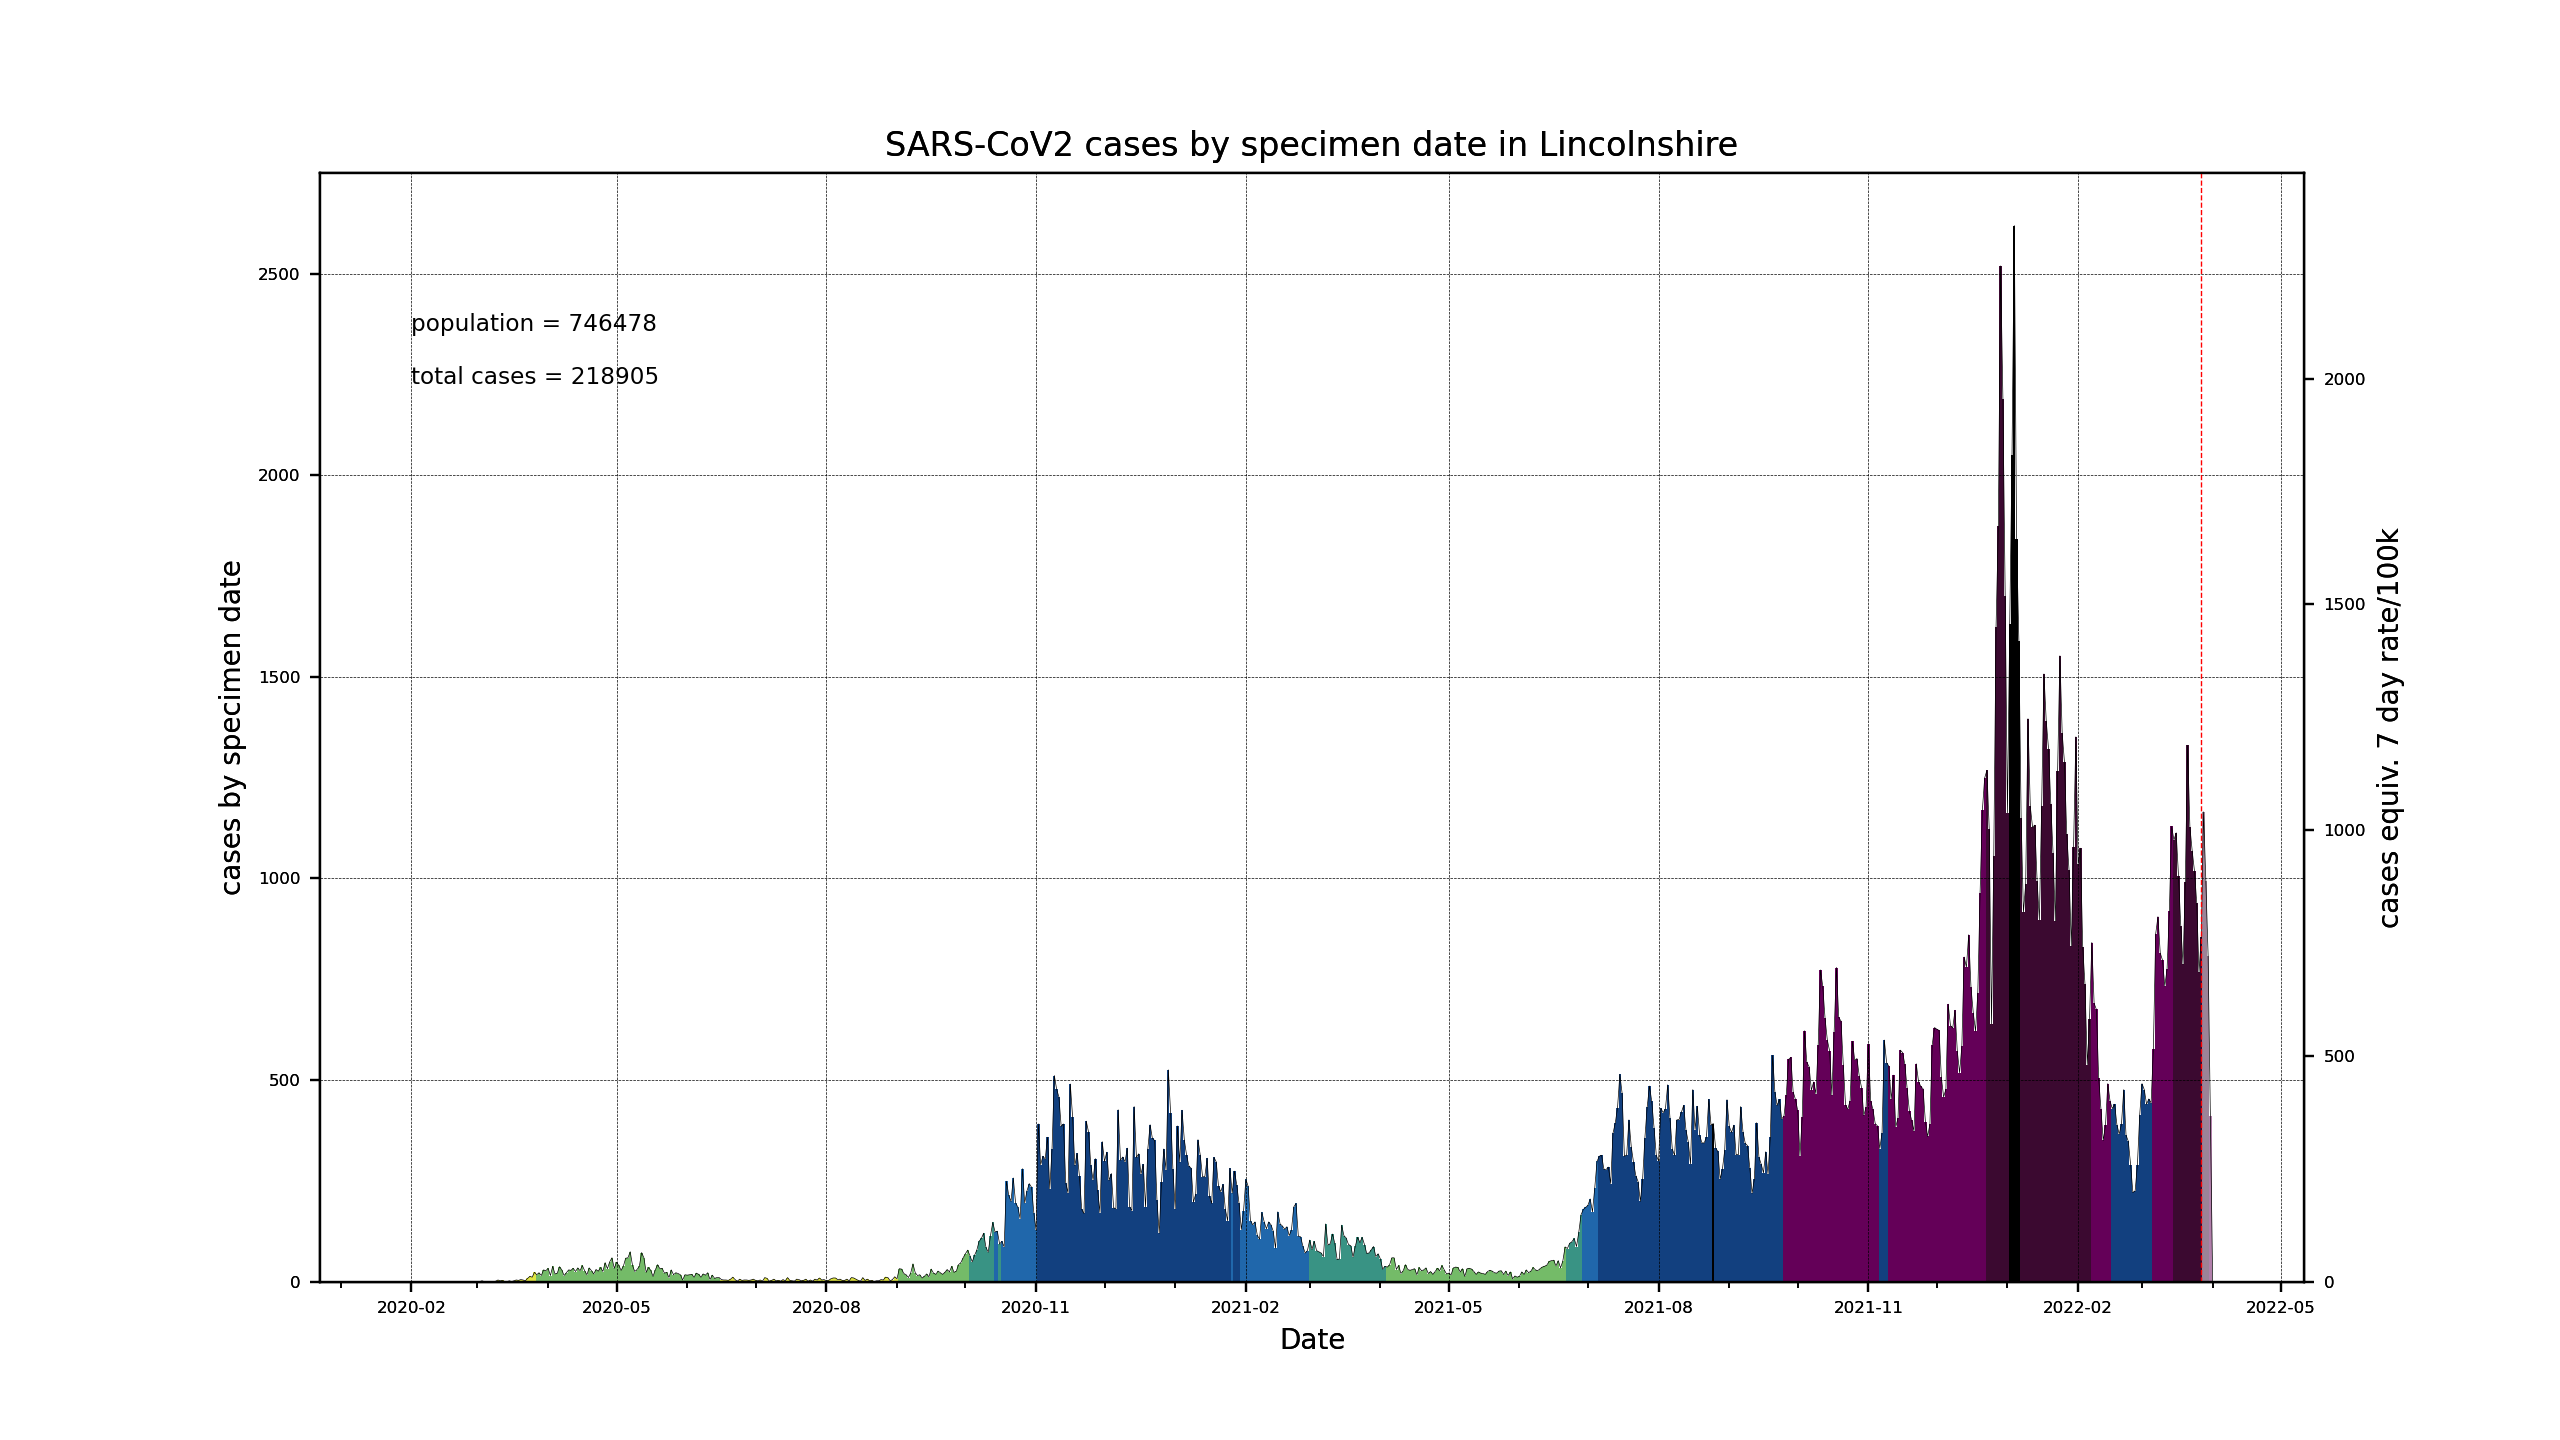 SARS-CoV2 cases by specimen date in Lincolnshire
population = 746478
total cases = 218905
cases by specimen date
2500
2000
1500
1000
500
0
2000
1500
1000
500
0
cases equiv. 7 day rate/100k
2020-02 2020-05 2020-08 2020-11 2021-02 2021-05 2021-08 2021-11 2022-02 2022-05
Date